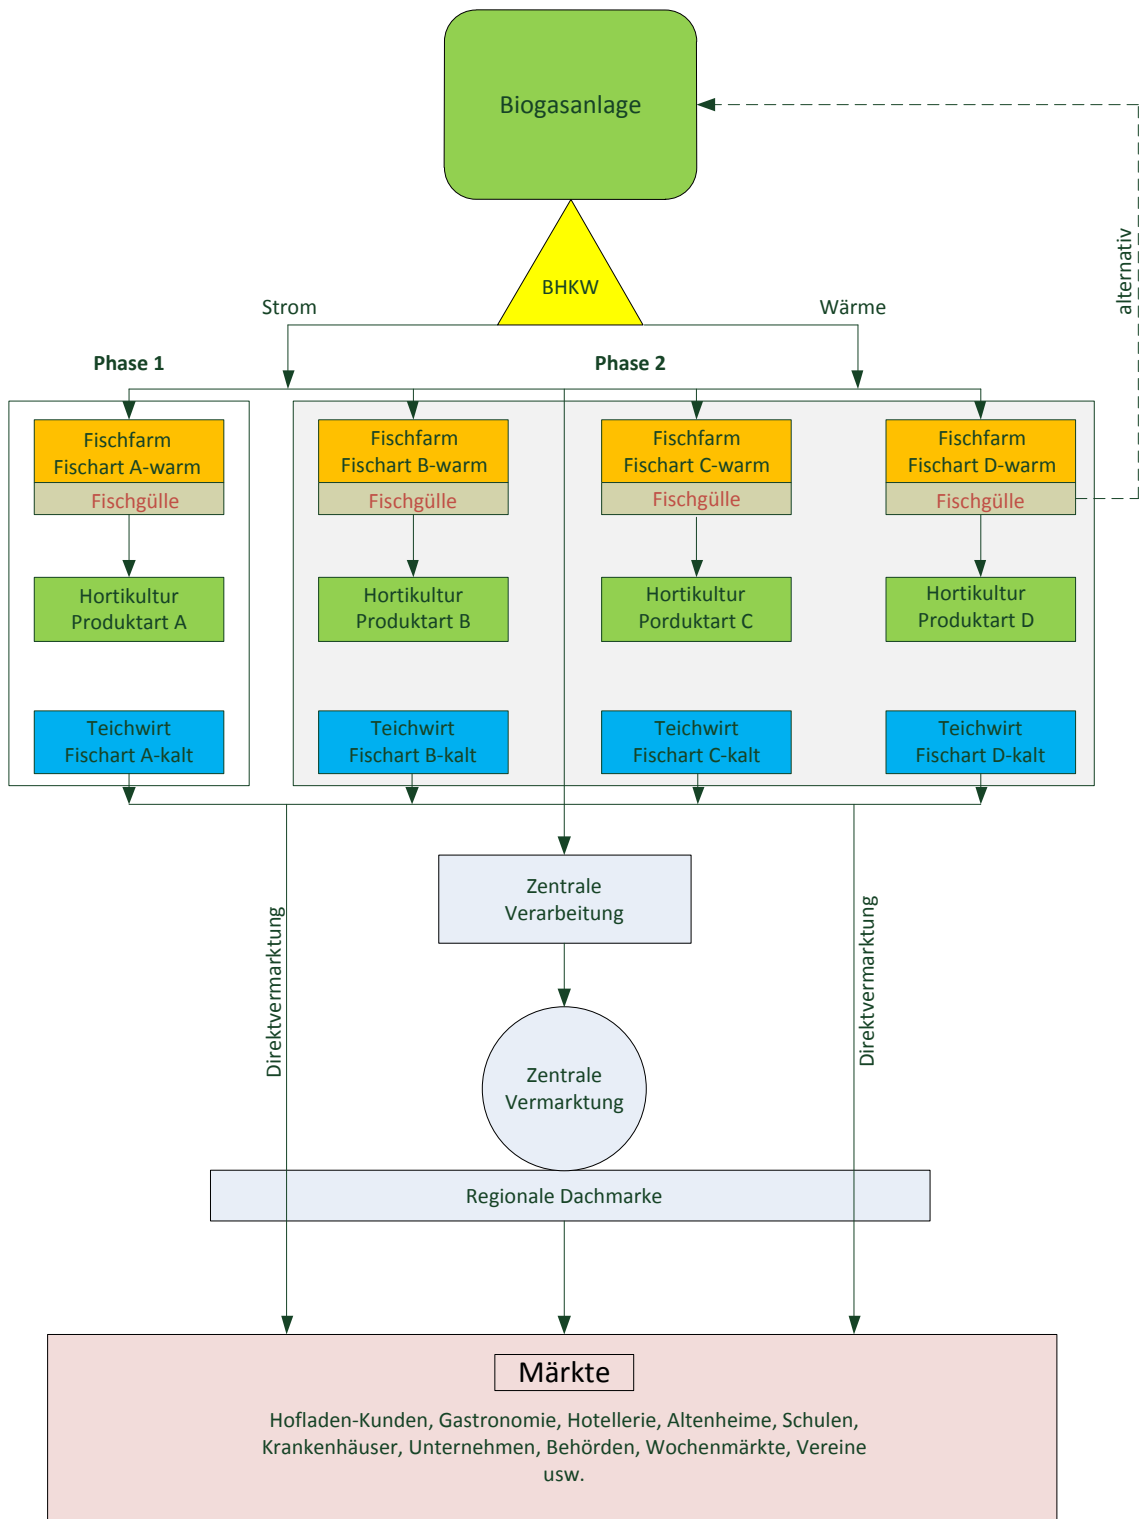 Biogasanlage
alternativ
BHKW
Strom
Wärme
Phase 1
Phase 2
Fischfarm
Fischart A-warm
Fischgülle
Fischfarm
Fischart B-warm
Fischgülle
Fischfarm
Fischart C-warm
Fischgülle
Fischfarm
Fischart D-warm
Fischgülle
Hortikultur
Produktart A
Hortikultur
Produktart B
Hortikultur
Porduktart C
Hortikultur
Produktart D
Teichwirt
Fischart A-kalt
Teichwirt
Fischart B-kalt
Teichwirt
Fischart C-kalt
Teichwirt
Fischart D-kalt
Zentrale
Verarbeitung
Direktvermarktung
Direktvermarktung
Zentrale
Vermarktung
Regionale Dachmarke
Märkte
Hofladen-Kunden, Gastronomie, Hotellerie, Altenheime, Schulen,
Krankenhäuser, Unternehmen, Behörden, Wochenmärkte, Vereine
usw.